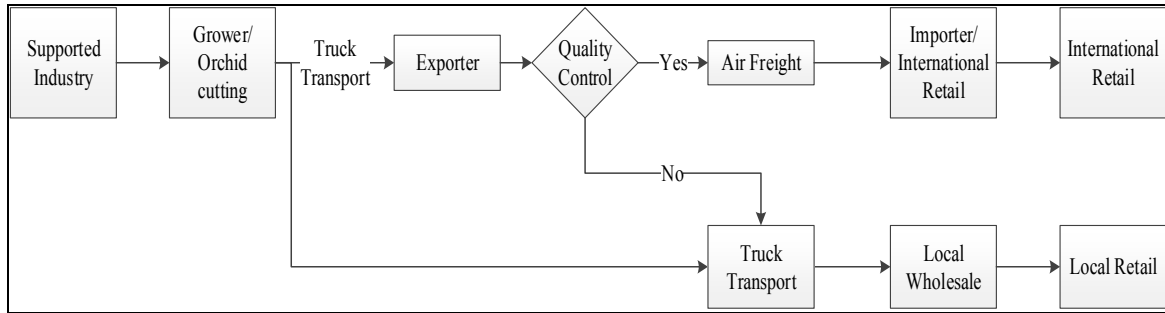 Supported
Industry
Grower/
Orchid
cutting
Truck
Transport
Exporter
Quality
Control
Yes
Air Freight
Importer/
International
Retail
International
Retail
No
Truck
Transport
Local
Wholesale
Local Retail